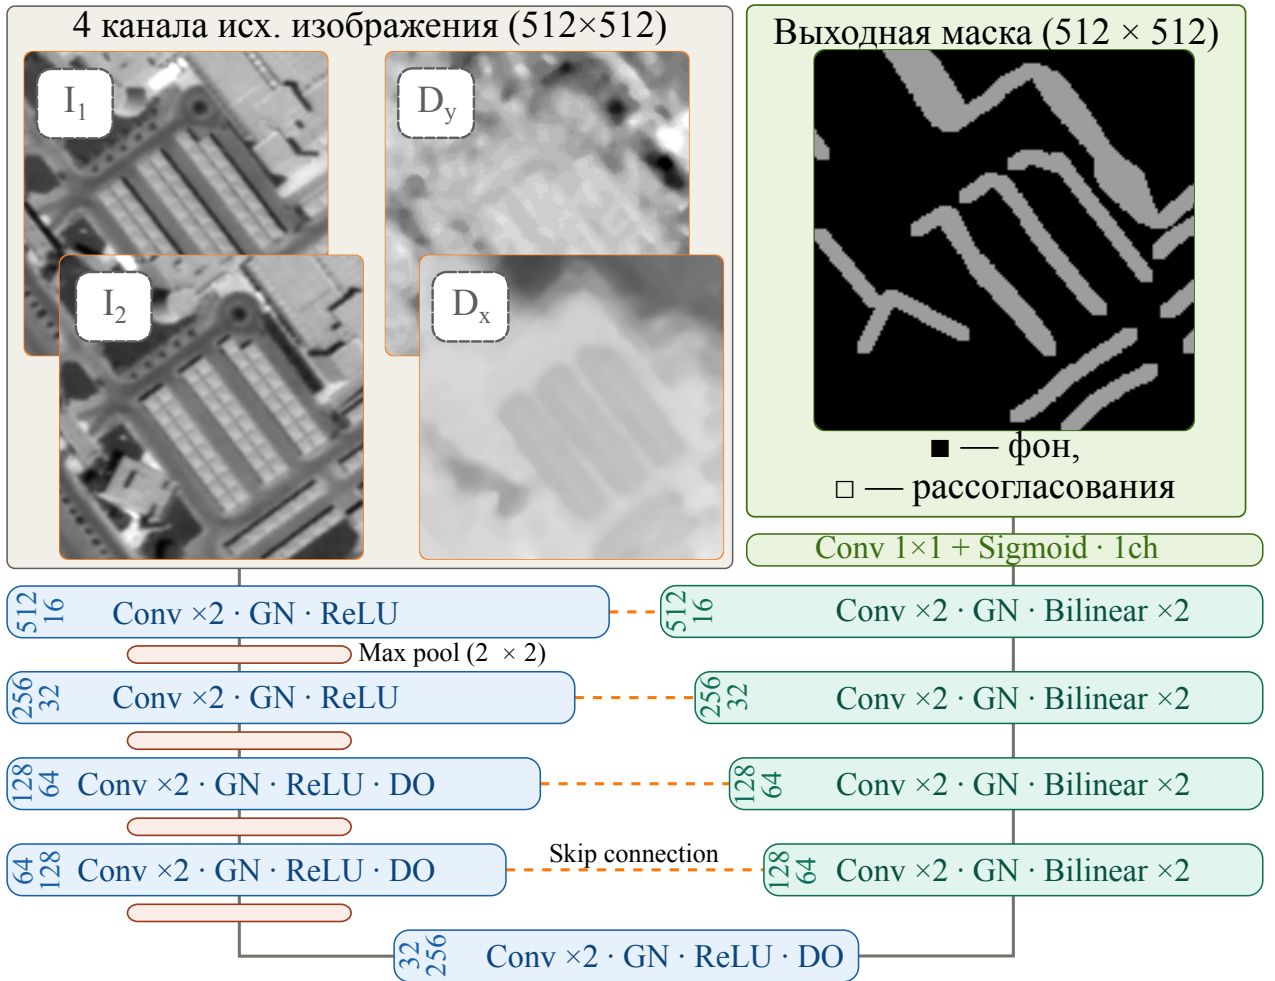 4 канала исх. изображения (512×512)
I₁
D_y
I₂
Dₓ
Выходная маска (512 × 512)
■ — фон,
□ — рассогласования
Conv 1×1 + Sigmoid · 1ch
512
16
Conv ×2 · GN · ReLU
512
16
Conv ×2 · GN · Bilinear ×2
Max pool (2 × 2)
256
32
Conv ×2 · GN · ReLU
256
32
Conv ×2 · GN · Bilinear ×2
128
64
Conv ×2 · GN · ReLU · DO
128
64
Conv ×2 · GN · Bilinear ×2
64
128
Conv ×2 · GN · ReLU · DO
Skip connection
128
64
Conv ×2 · GN · Bilinear ×2
32
256
Conv ×2 · GN · ReLU · DO